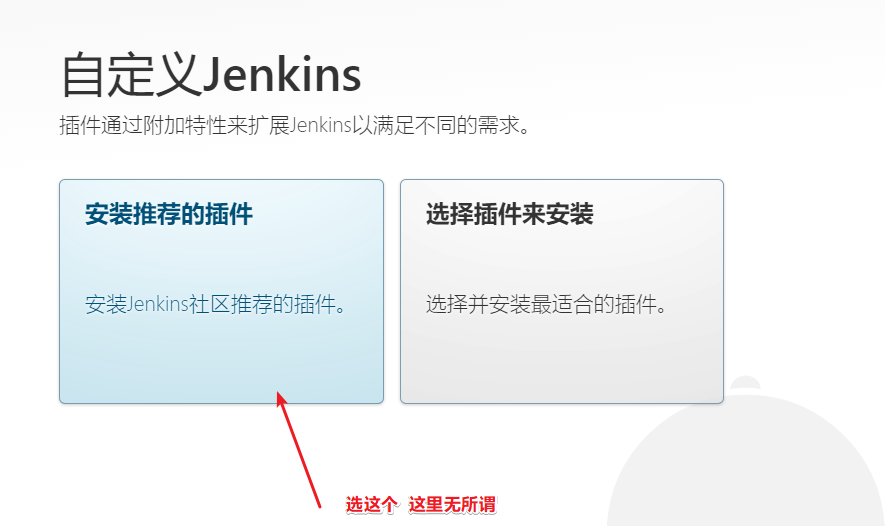 自定义Jenkins
插件通过附加特性来扩展Jenkins以满足不同的需求。
安装推荐的插件
安装Jenkins社区推荐的插件。
选择插件来安装
选择并安装最适合的插件。
选这个 这里无所谓